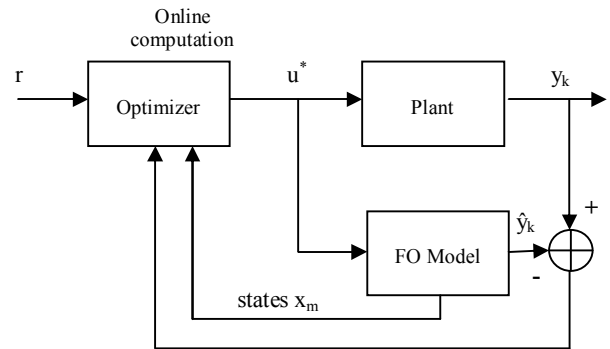 Online
computation
r
Optimizer
u*
Plant
yₖ
+
ŷₖ
-
FO Model
states xₘ